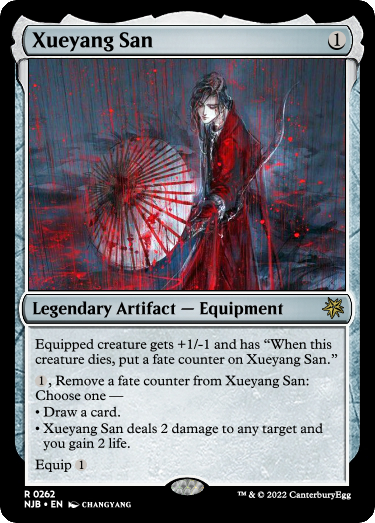 Xueyang San 1
Legendary Artifact — Equipment
Equipped creature gets +1/-1 and has “When this
creature dies, put a fate counter on Xueyang San.”
1, Remove a fate counter from Xueyang San:
Choose one —
• Draw a card.
• Xueyang San deals 2 damage to any target and
you gain 2 life.
Equip 1
R 0262
NJB • EN CHANGYANG
™ & © 2022 CanterburyEgg